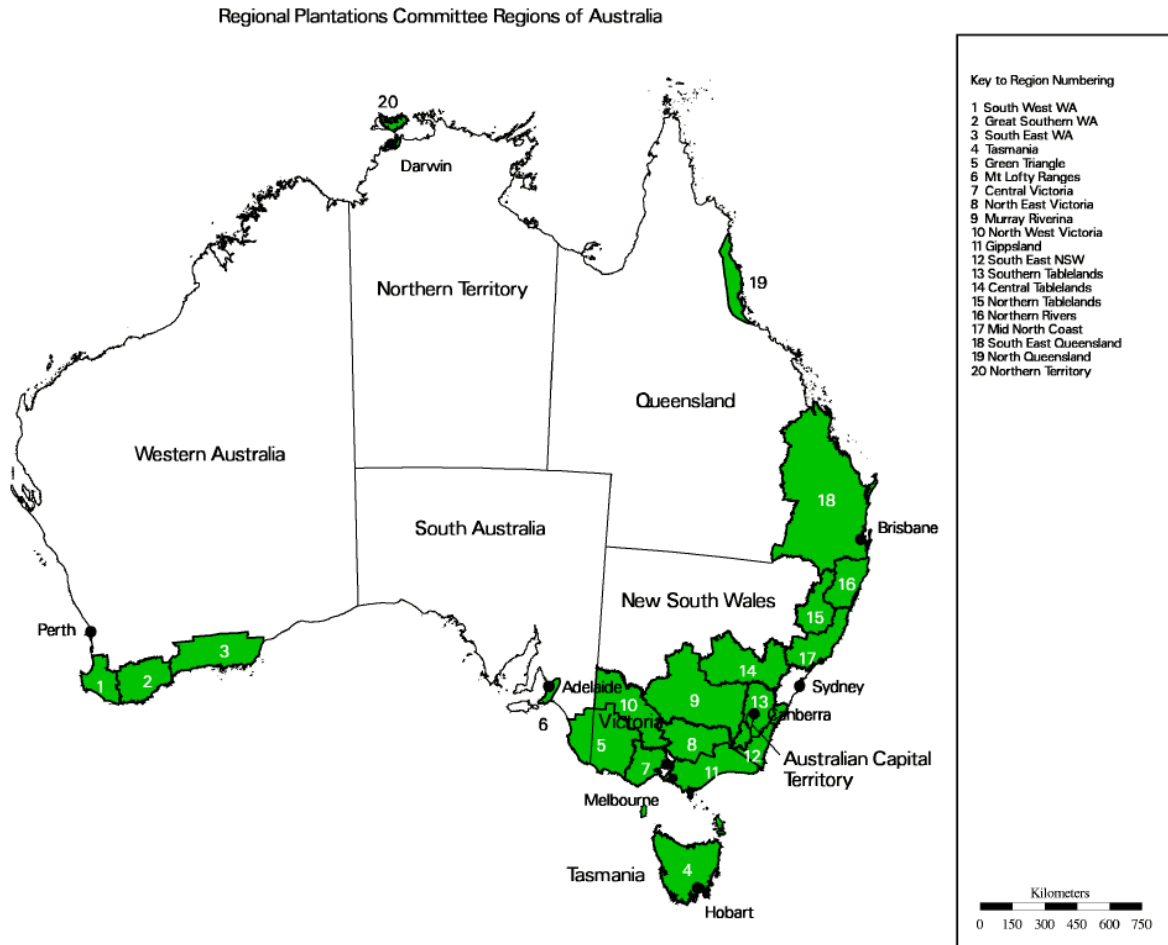 Regional Plantations Committee Regions of Australia
Key to Region Numbering
1 South West WA
2 Great Southern WA
3 South East WA
4 Tasmania
5 Green Triangle
6 Mt Lofty Ranges
7 Central Victoria
8 North East Victoria
9 Murray Riverina
10 North West Victoria
11 Gippsland
12 South East NSW
13 Southern Tablelands
14 Central Tablelands
15 Northern Tablelands
16 Northern Rivers
17 Mid North Coast
18 South East Queensland
19 North Queensland
20 Northern Territory
20
Darwin
Northern Territory
19
Queensland
Western Australia
18
South Australia
Brisbane
16
New South Wales
15
Perth
3
17
14
1
2
Adelaide
9
13
Sydney
10
6
Victoria
Canberra
5
8
12
Australian Capital
Territory
7
11
Melbourne
4
Tasmania
Hobart
Kilometers
0 150 300 450 600 750